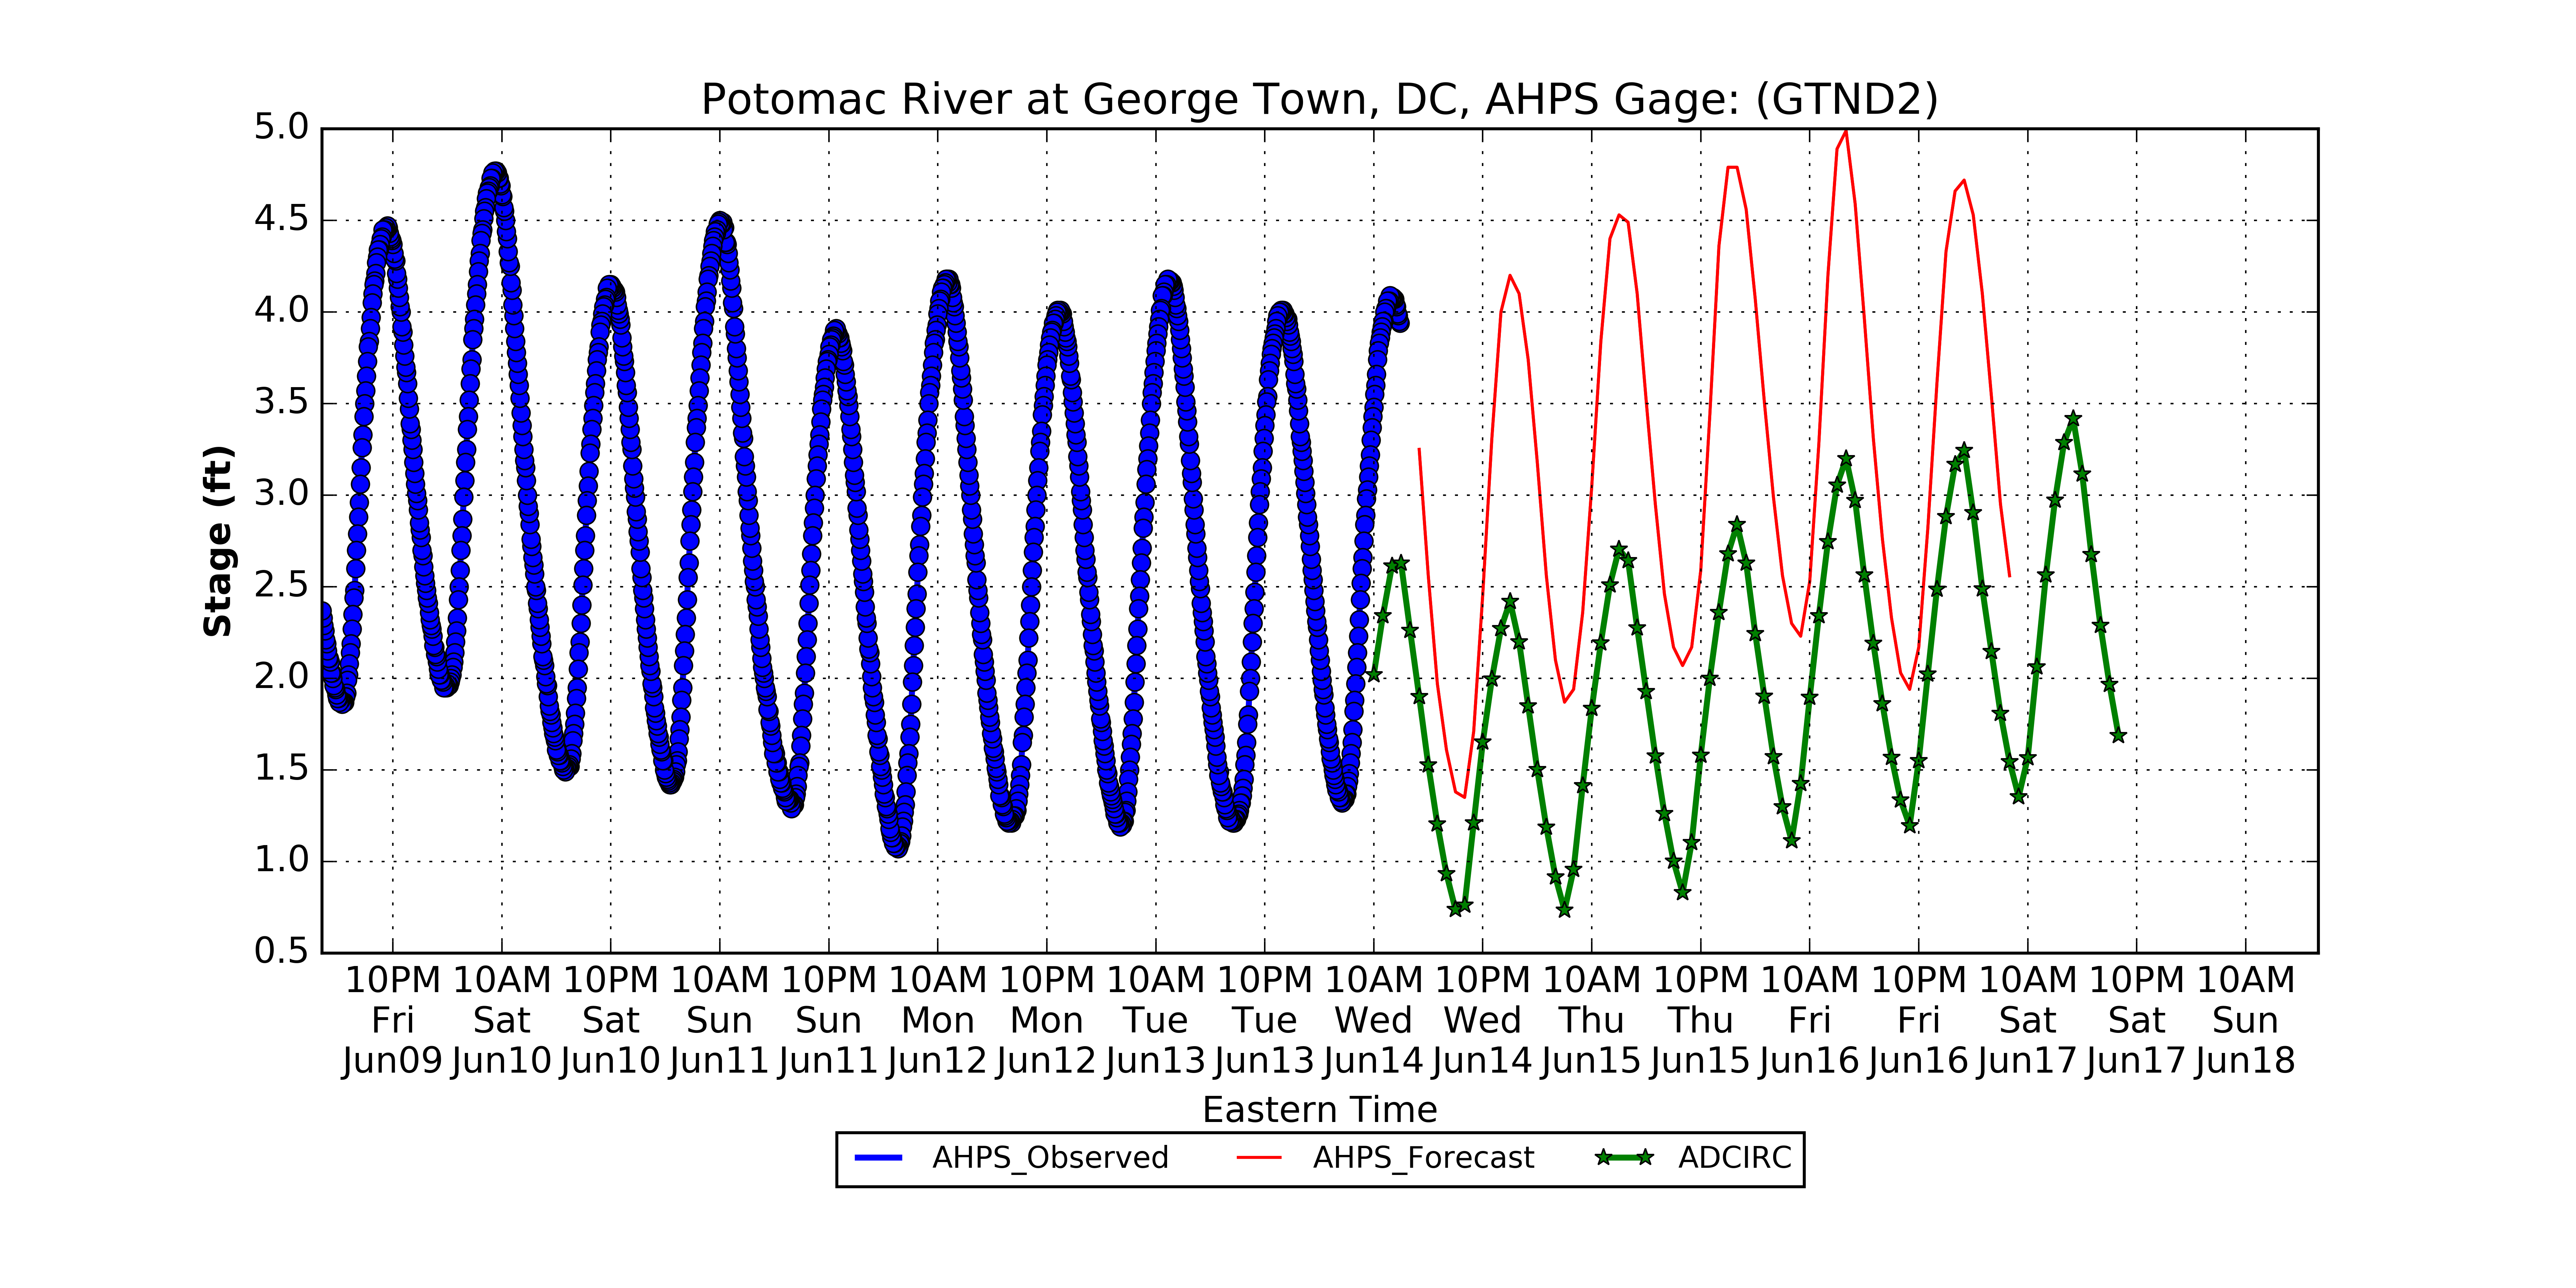 Potomac River at George Town, DC, AHPS Gage: (GTND2)
5.0
4.5
4.0
3.5
3.0
2.5
2.0
1.5
1.0
0.5
Stage (ft)
10PM 10AM 10PM 10AM 10PM 10AM 10PM 10AM 10PM 10AM 10PM 10AM 10PM 10AM 10PM 10AM 10PM 10AM
Fri Sat Sat Sun Sun Mon Mon Tue Tue Wed Wed Thu Thu Fri Fri Sat Sat Sun
Jun09 Jun10 Jun10 Jun11 Jun11 Jun12 Jun12 Jun13 Jun13 Jun14 Jun14 Jun15 Jun15 Jun16 Jun16 Jun17 Jun17 Jun18
Eastern Time
AHPS_Observed AHPS_Forecast ADCIRC